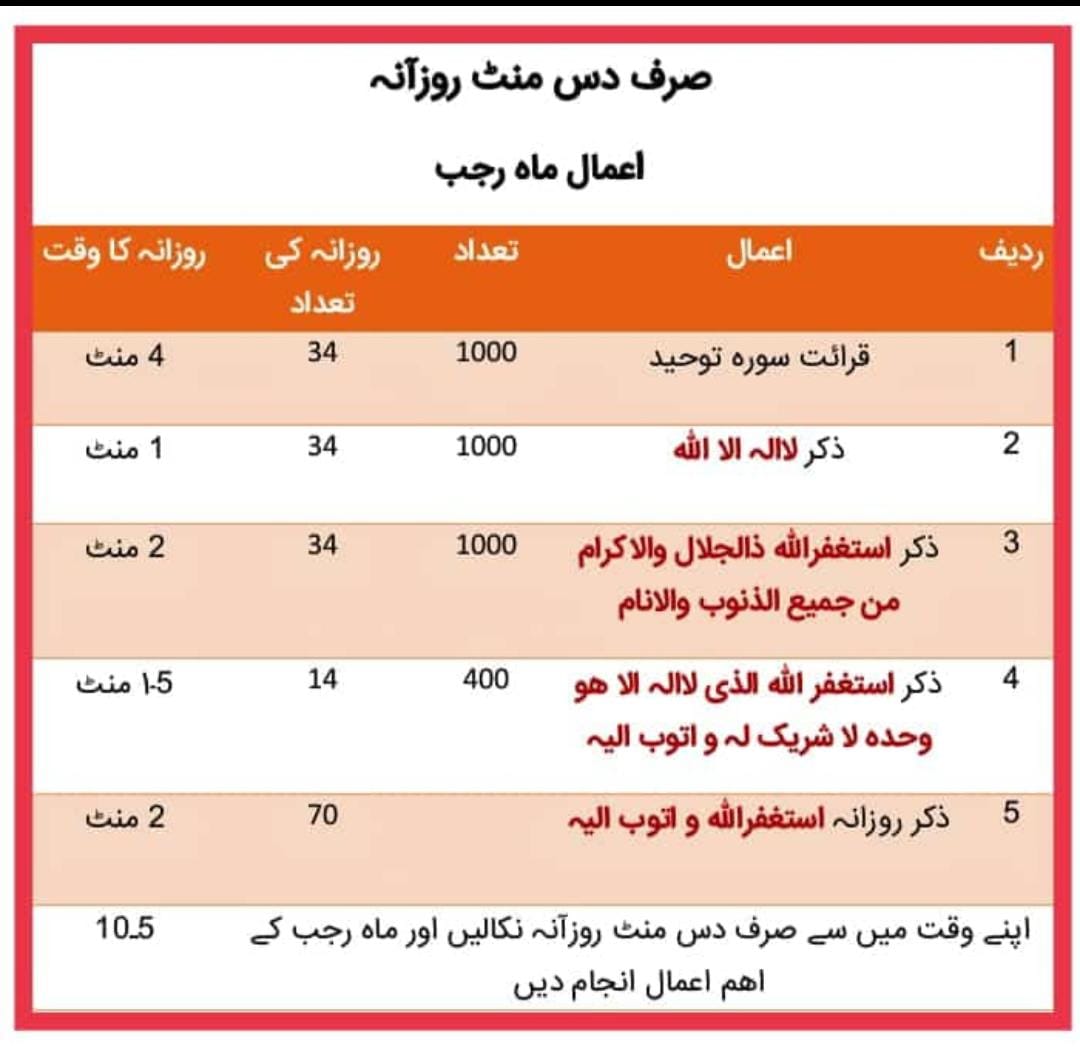 صرف دس منٹ روزآنہ
اعمال ماہ رجب
ردیف اعمال تعداد روزانہ کی روزانہ کا وقت
تعداد
1 قرائت سورہ توحید 1000 34 4 منٹ
2 ذکر لاالہ الا اللہ 1000 34 1 منٹ
3 ذکر استغفراللہ ذالجلال والاکرام 1000 34 2 منٹ
من جمیع الذنوب والانام
4 ذکر استغفر اللہ الذی لاالہ الا ھو 400 14 1.5 منٹ
وحدہ لا شریک لہ و اتوب الیہ
5 ذکر روزانہ استغفراللہ و اتوب الیہ 70 2 منٹ
اپنے وقت میں سے صرف دس منٹ روزآنہ نکالیں اور ماہ رجب کے 10.5
اھم اعمال انجام دیں